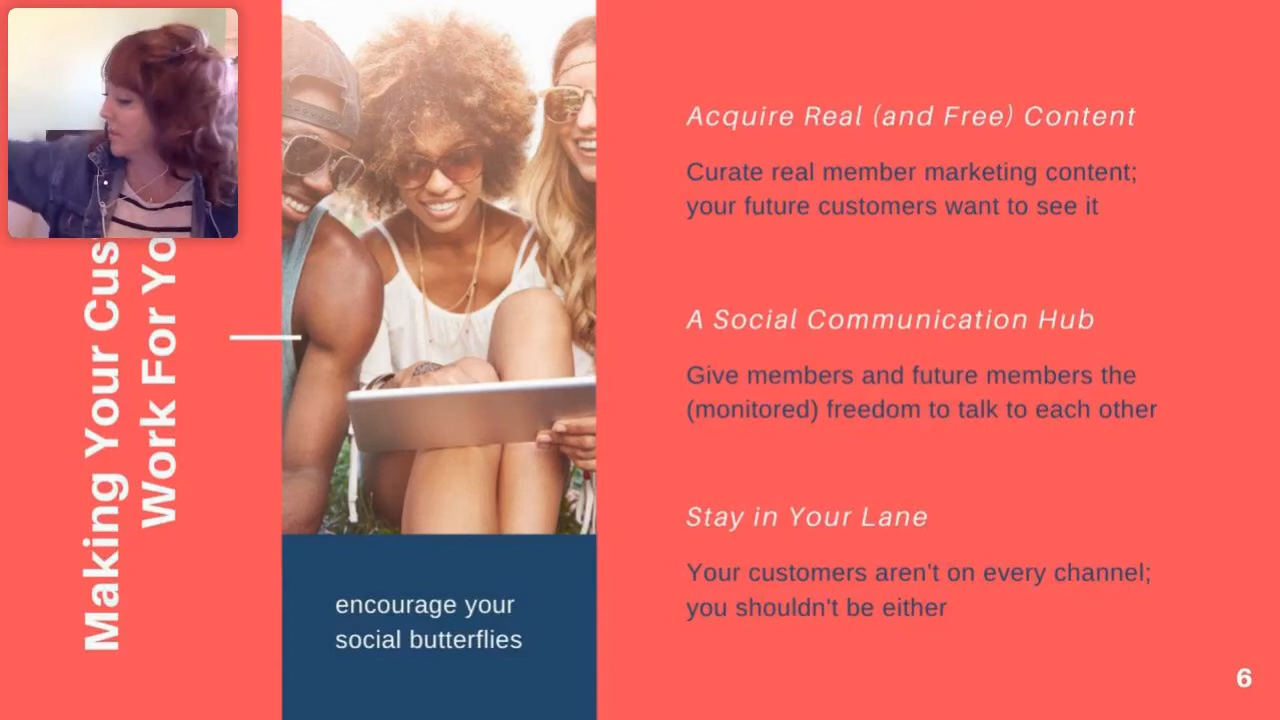 Making Your Cus
Work For Yo
encourage your
social butterflies
Acquire Real (and Free) Content
Curate real member marketing content;
your future customers want to see it
A Social Communication Hub
Give members and future members the
(monitored) freedom to talk to each other
Stay in Your Lane
Your customers aren't on every channel;
you shouldn't be either
6